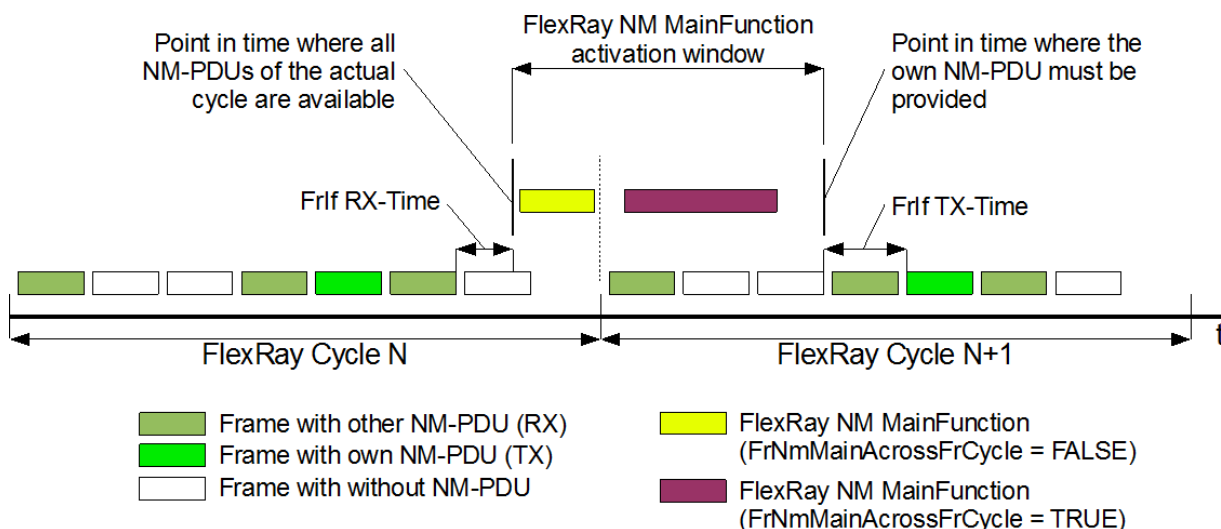 FlexRay NM MainFunction
activation window
Point in time where all
NM-PDUs of the actual
cycle are available
Point in time where the
own NM-PDU must be
provided
FrIf RX-Time
FrIf TX-Time
t
FlexRay Cycle N
FlexRay Cycle N+1
Frame with other NM-PDU (RX)
Frame with own NM-PDU (TX)
Frame with without NM-PDU
FlexRay NM MainFunction
(FrNmMainAcrossFrCycle = FALSE)
FlexRay NM MainFunction
(FrNmMainAcrossFrCycle = TRUE)